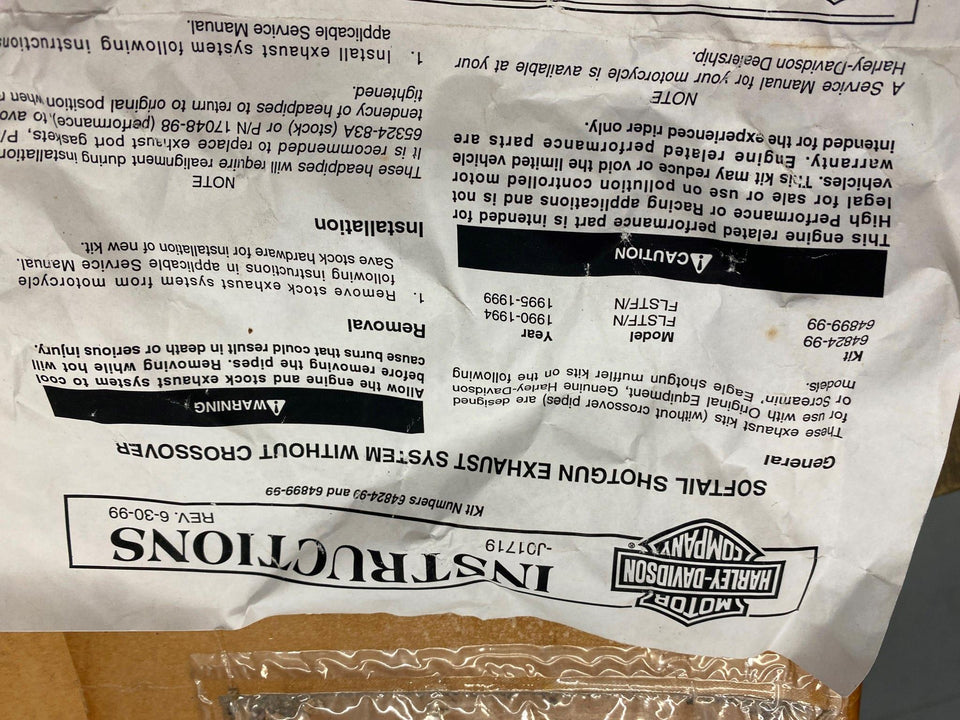 MOTOR
HARLEY-DAVIDSON
COMPANY
®
INSTRUCTIONS
-J01719
REV. 6-30-99
Kit Numbers 64824-99 and 64899-99
SOFTAIL SHOTGUN EXHAUST SYSTEM WITHOUT CROSSOVER
General
These exhaust kits (without crossover pipes) are designed
for use with Original Equipment, Genuine Harley-Davidson
or Screamin' Eagle shotgun muffler kits on the following
models.
Kit Model Year
64824-99 FLSTF/N 1990-1994
64899-99 FLSTF/N 1995-1999
CAUTION
This engine related performance part is intended for
High Performance or Racing applications and is not
legal for sale or use on pollution controlled motor
vehicles. This kit may reduce or void the limited vehicle
warranty. Engine related performance parts are
intended for the experienced rider only.
NOTE
A Service Manual for your motorcycle is available at your
Harley-Davidson Dealership.
WARNING
Allow the engine and stock exhaust system to cool
before removing the pipes. Removing while hot will
cause burns that could result in death or serious injury.
Removal
1. Remove stock exhaust system from motorcycle
following instructions in applicable Service Manual.
Save stock hardware for installation of new kit.
Installation
NOTE
These headpipes will require realignment during installation
It is recommended to replace exhaust port gaskets, P/
65324-83A (stock) or P/N 17048-98 (performance), to
tendency of headpipes to return to original position when
tightened.
1. Install exhaust system following instructions
applicable Service Manual.